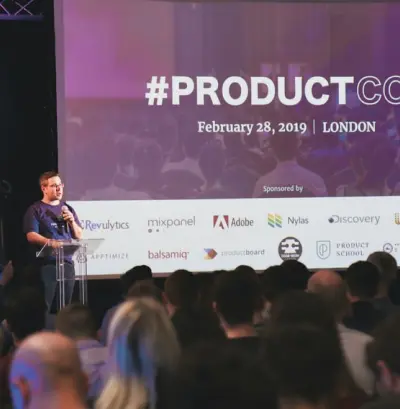 #PRODUCTCO
February 28, 2019 | LONDON
Sponsored by
Revulytics mixpanel Adobe Nylas Discovery
APPTIMIZE balsamiq productboard PRODUCT SCHOOL